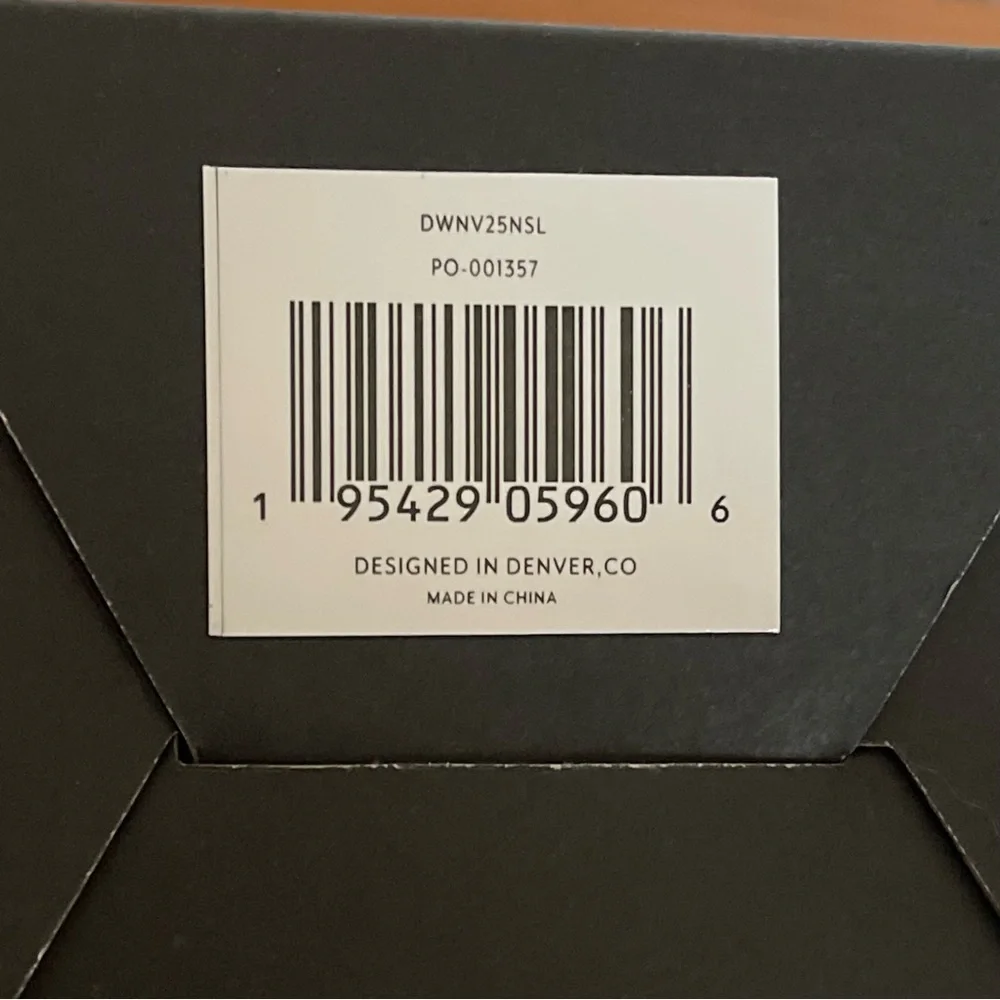 DWNV25NSL
PO-001357
1 95429 05960 6
DESIGNED IN DENVER,CO
MADE IN CHINA